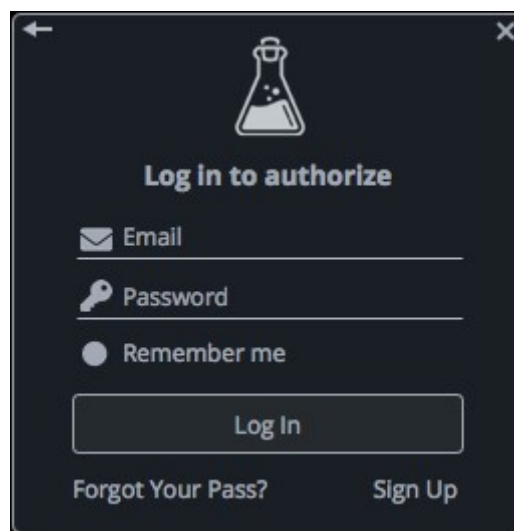 Log in to authorize
Email
Password
Remember me
Log In
Forgot Your Pass? Sign Up